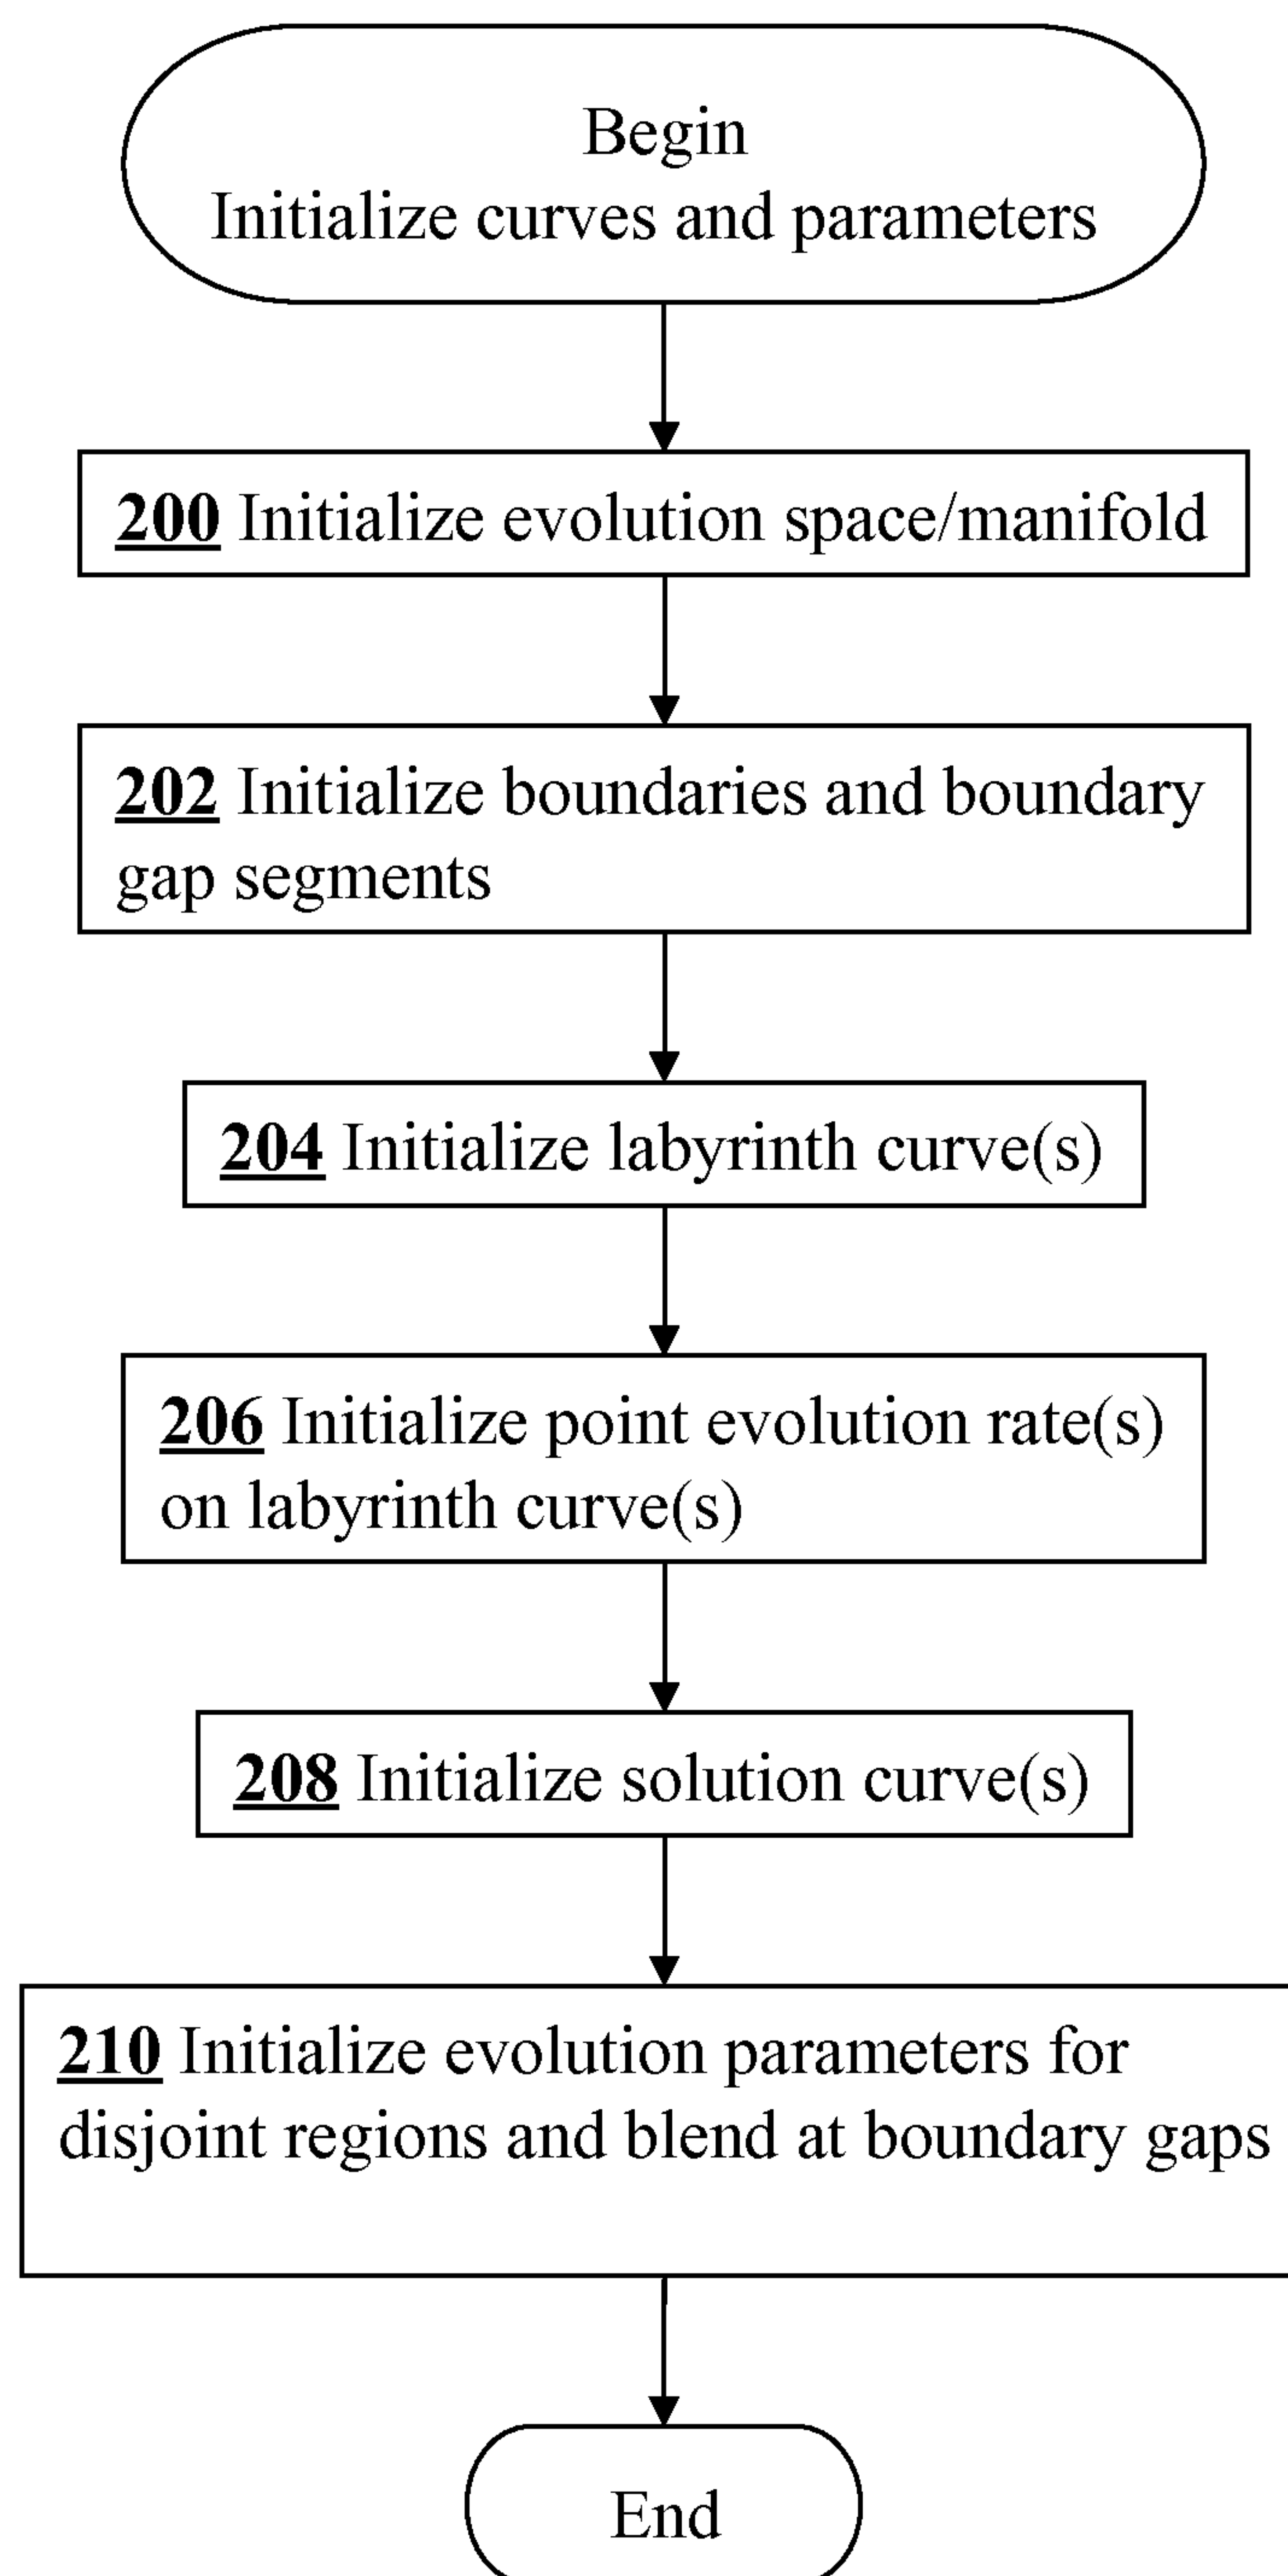 Begin
Initialize curves and parameters
200 Initialize evolution space/manifold
202 Initialize boundaries and boundary
gap segments
204 Initialize labyrinth curve(s)
206 Initialize point evolution rate(s)
on labyrinth curve(s)
208 Initialize solution curve(s)
210 Initialize evolution parameters for
disjoint regions and blend at boundary gaps
End